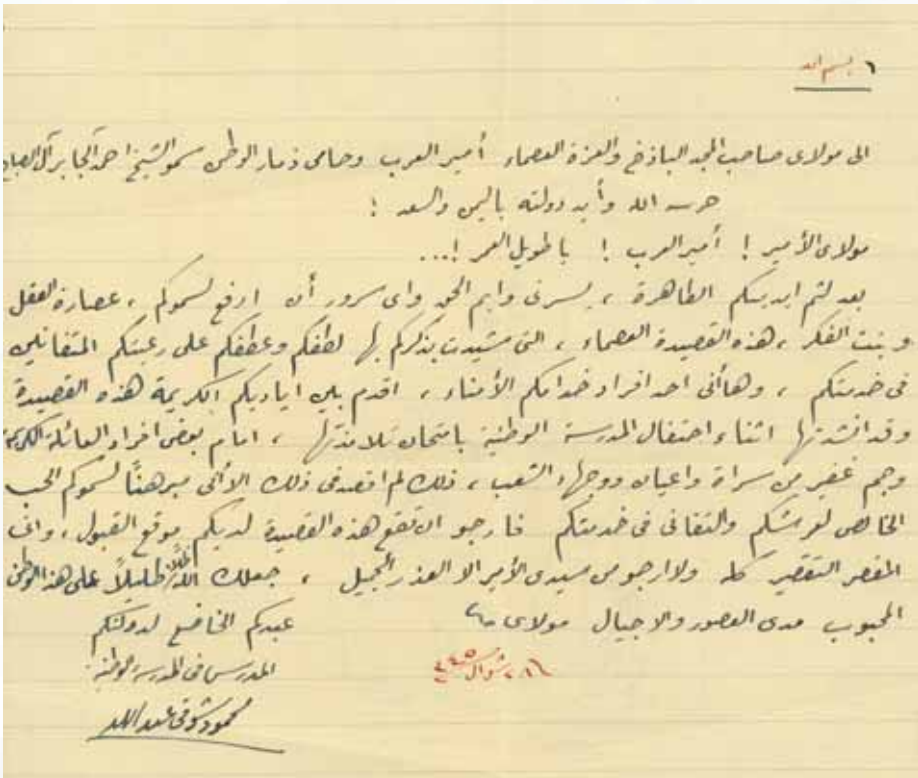 بسم الله
الى مولاى صاحب المجد الباذخ والعزة القعساء أمير العرب وحامى ذمار الوطن سمو الشيخ احمد الجابر آل الصباح
حرسه الله وأيد دولته باليمن والسعد :
مولاى الأمير ! أمير العرب ! يا طويل العمر !...
بعد لثم ايديكم الطاهرة ، يسرنى وايم الحق واى سرور أن ارفع لسموكم ، عصارة العقل
وبنت الفكر ، هذه القصيدة العصماء ، التى شيدت بذكركم بها لطفكم وعطفكم على رعيتكم المتفانين
فى خدمتكم ، وهاأنى احد افراد خدامكم الأمناء ، اقدم بين اياديكم الكريمة هذه القصيدة
وقد انشدتها اثناء احتفال المدرسة الوطنية بامتحان تلامذتها ، امام بعض افراد العائلة الكريمة
وجم غفير من سراة واعيان ووجهاء الشعب ، فلم اقصد فى ذلك الا أنى مبرهناً لسموكم الحب
الخالص لعرشكم والتفانى فى خدمتكم فارجو ان تقع هذه القصيدة لديكم موقع القبول ، وانى
المقصر التقصير كله ولا ارجو من سيدى الأمير الا العذر الجميل ، جعلك الله ظلاً ظليلاً على هذا الوطن
المحبوب مدى العصور والاجيال مولاى
عبدكم الخاضع لدولتكم
المدرس فى المدرسة الوطنية
شوال
محمود شوقى عبد الله